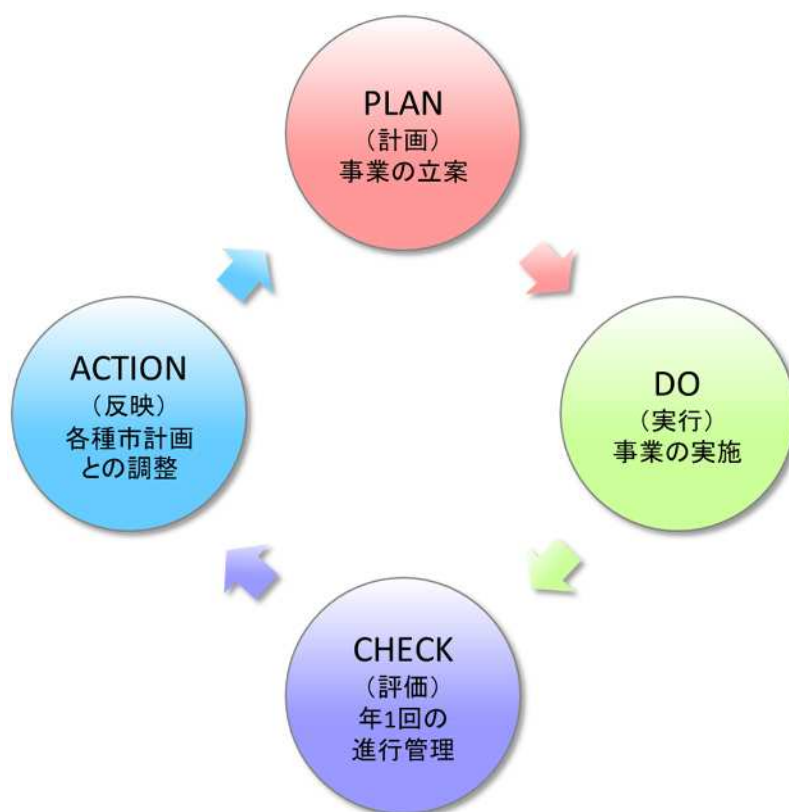 PLAN
（計画）
事業の立案
DO
（実行）
事業の実施
CHECK
（評価）
年1回の
進行管理
ACTION
（反映）
各種市計画
との調整